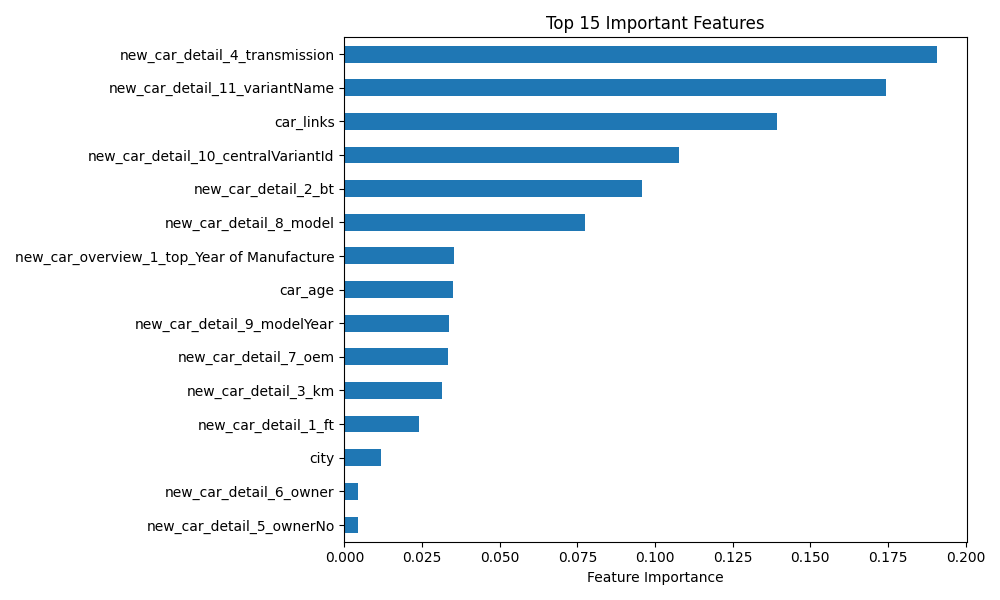 Top 15 Important Features
new_car_detail_4_transmission
new_car_detail_11_variantName
car_links
new_car_detail_10_centralVariantId
new_car_detail_2_bt
new_car_detail_8_model
new_car_overview_1_top_Year of Manufacture
car_age
new_car_detail_9_modelYear
new_car_detail_7_oem
new_car_detail_3_km
new_car_detail_1_ft
city
new_car_detail_6_owner
new_car_detail_5_ownerNo
0.000 0.025 0.050 0.075 0.100 0.125 0.150 0.175 0.200
Feature Importance